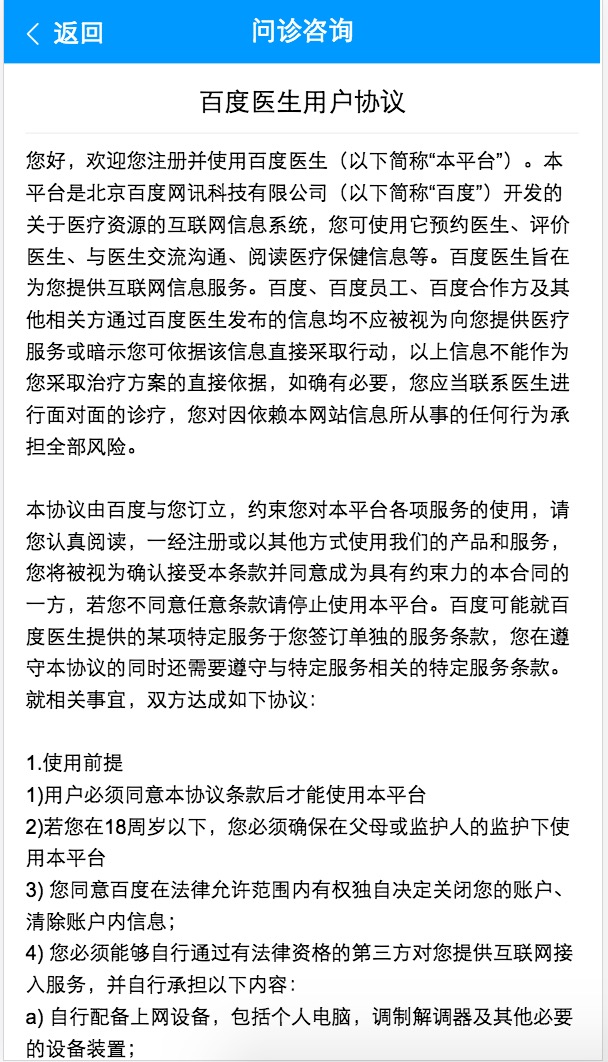 返回
问诊咨询
百度医生用户协议
您好，欢迎您注册并使用百度医生（以下简称“本平台”）。本
平台是北京百度网讯科技有限公司（以下简称“百度”）开发的
关于医疗资源的互联网信息系统，您可使用它预约医生、评价
医生、与医生交流沟通、阅读医疗保健信息等。百度医生旨在
为您提供互联网信息服务。百度、百度员工、百度合作方及其
他相关方通过百度医生发布的信息均不应被视为向您提供医疗
服务或暗示您可依据该信息直接采取行动，以上信息不能作为
您采取治疗方案的直接依据，如确有必要，您应当联系医生进
行面对面的诊疗，您对因依赖本网站信息所从事的任何行为承
担全部风险。
本协议由百度与您订立，约束您对本平台各项服务的使用，请
您认真阅读，一经注册或以其他方式使用我们的产品和服务，
您将被视为确认接受本条款并同意成为具有约束力的本合同的
一方，若您不同意任意条款请停止使用本平台。百度可能就百
度医生提供的某项特定服务于您签订单独的服务条款，您在遵
守本协议的同时还需要遵守与特定服务相关的特定服务条款。
就相关事宜，双方达成如下协议：
1.使用前提
1)用户必须同意本协议条款后才能使用本平台
2)若您在18周岁以下，您必须确保在父母或监护人的监护下使
用本平台
3) 您同意百度在法律允许范围内有权独自决定关闭您的账户、
清除账户内信息；
4) 您必须能够自行通过有法律资格的第三方对您提供互联网接
入服务，并自行承担以下内容：
a) 自行配备上网设备，包括个人电脑，调制解调器及其他必要
的设备装置；